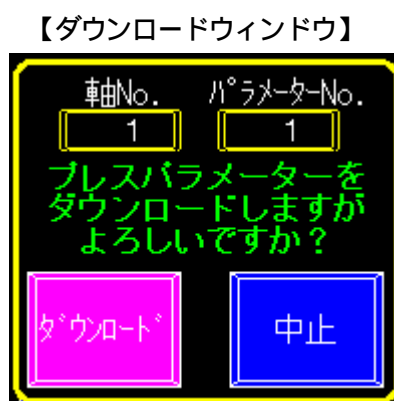 【ダウンロードウィンドウ】
車軸No. パラメーターNo.
1 1
プレスパラメーターを
ダウンロードしますが
よろしいですか？
ダウンロード 中止